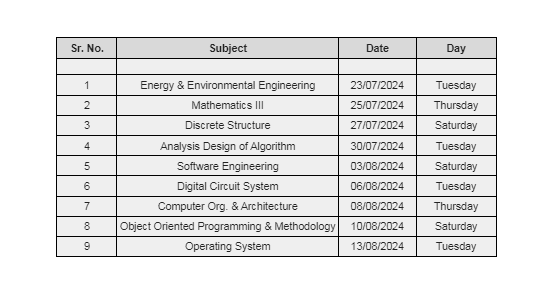 Sr. No. Subject Date Day
1 Energy & Environmental Engineering 23/07/2024 Tuesday
2 Mathematics III 25/07/2024 Thursday
3 Discrete Structure 27/07/2024 Saturday
4 Analysis Design of Algorithm 30/07/2024 Tuesday
5 Software Engineering 03/08/2024 Saturday
6 Digital Circuit System 06/08/2024 Tuesday
7 Computer Org. & Architecture 08/08/2024 Thursday
8 Object Oriented Programming & Methodology 10/08/2024 Saturday
9 Operating System 13/08/2024 Tuesday